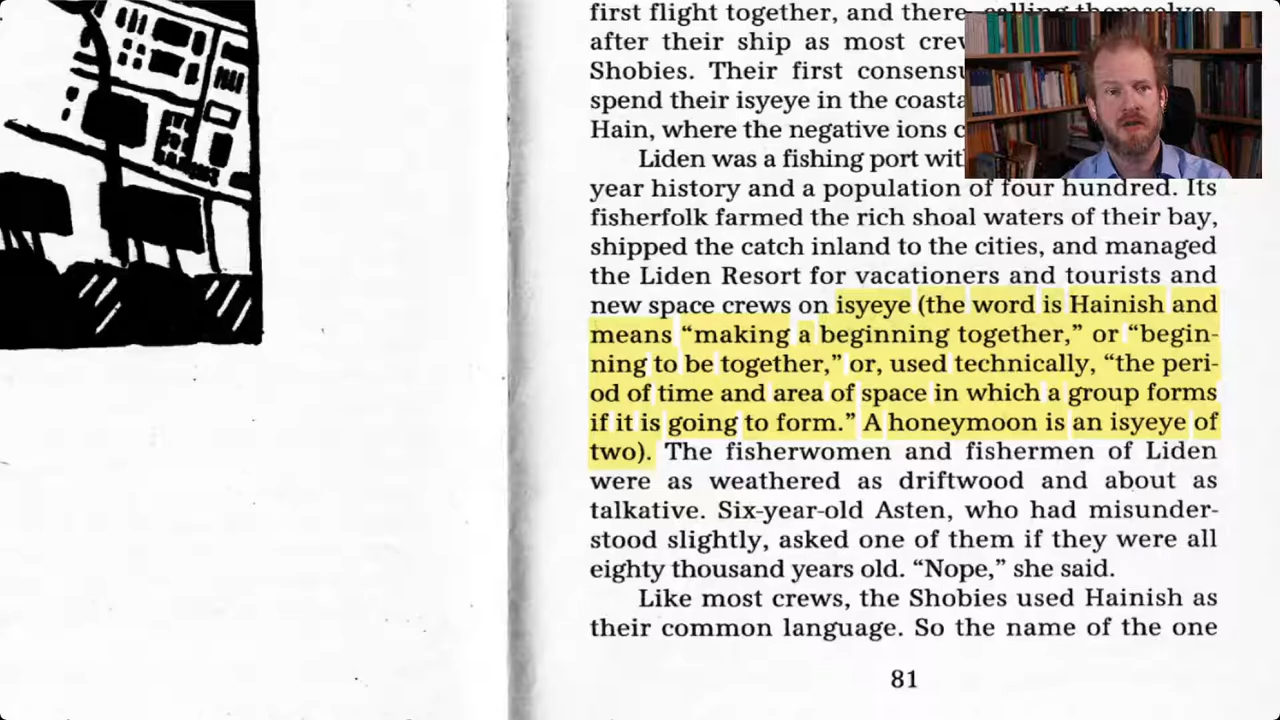 first flight together, and there calling themselves
after their ship as most
Shobies. Their first
spend their isyeye in the
Hain, where the negative ions
Liden was a fishing port
year history and a population of four hundred. Its
fisherfolk farmed the rich shoal waters of their bay,
shipped the catch inland to the cities, and managed
the Liden Resort for vacationers and tourists and
new space crews on isyeye (the word is Hainish and
means “making a beginning together,” or “begin-
ning to be together,” or, used technically, “the peri-
od of time and area of space in which a group forms
if it is going to form.” A honeymoon is an isyeye of
two). The fisherwomen and fishermen of Liden
were as weathered as driftwood and about as
talkative. Six-year-old Asten, who had misunder-
stood slightly, asked one of them if they were all
eighty thousand years old. “Nope,” she said.
Like most crews, the Shobies used Hainish as
their common language. So the name of the one
81